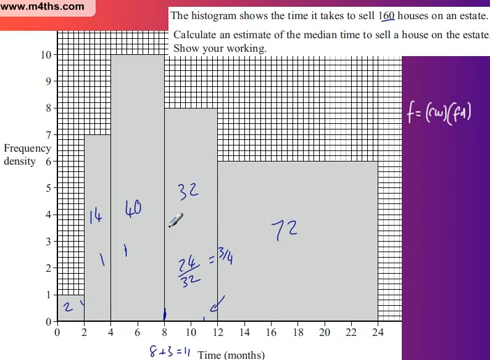 www.m4ths.com
The histogram shows the time it takes to sell 160 houses on an estate.
Calculate an estimate of the median time to sell a house on the estate.
Show your working.
10
9
8
7
Frequency
density 6
5
4
3
2
1
0
f = (cw)(fd)
14
40
32
72
1
1
24/32 = 3/4
2
0 2 4 6 8 10 12 14 16 18 20 22 24
8 + 3 = 11
Time (months)